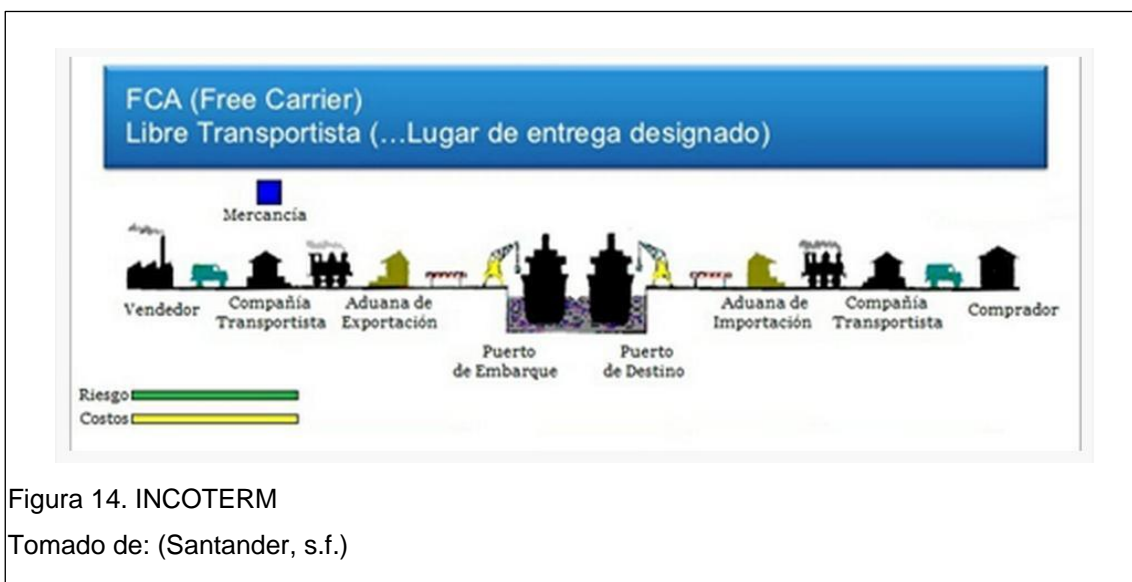 FCA (Free Carrier)
Libre Transportista (...Lugar de entrega designado)
Mercancía
Vendedor
Compañía
Transportista
Aduana de
Exportación
Puerto
de Embarque
Puerto
de Destino
Aduana de
Importación
Compañía
Transportista
Comprador
Riesgo
Costos
Figura 14. INCOTERM
Tomado de: (Santander, s.f.)